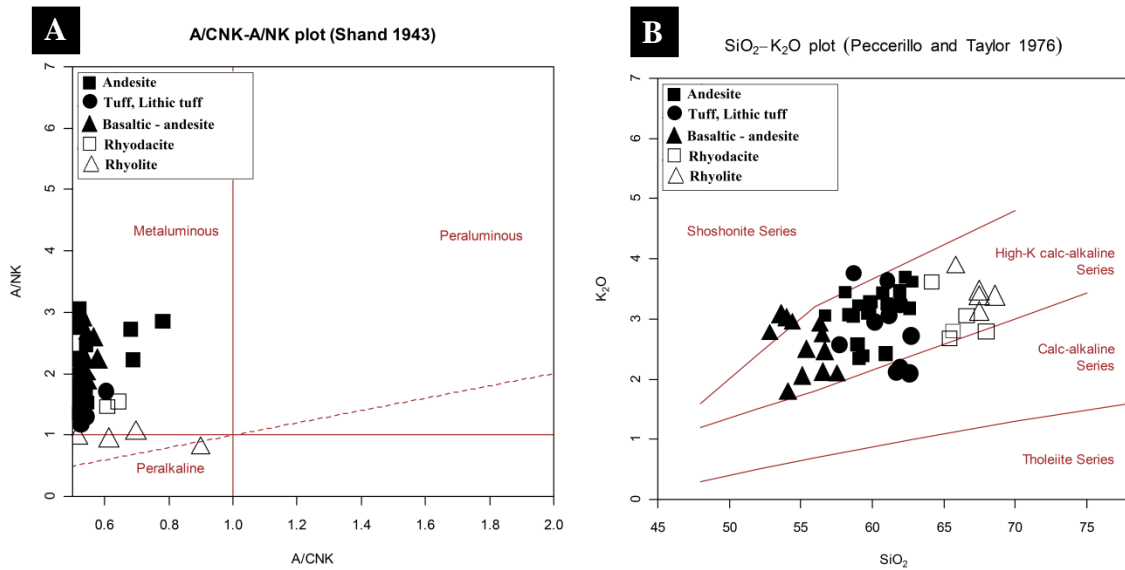 A
A/CNK-A/NK plot (Shand 1943)
7
6
5
4
3
2
1
0
A/NK
Andesite
Tuff, Lithic tuff
Basaltic - andesite
Rhyodacite
Rhyolite
Metaluminous
Peraluminous
Peralkaline
0.6
0.8
1.0
1.2
1.4
1.6
1.8
2.0
A/CNK
B
SiO₂–K₂O plot (Peccerillo and Taylor 1976)
7
6
5
4
3
2
1
0
K₂O
Andesite
Tuff, Lithic tuff
Basaltic - andesite
Rhyodacite
Rhyolite
Shoshonite Series
High-K calc-alkaline
Series
Calc-alkaline
Series
Tholeiite Series
45
50
55
60
65
70
75
SiO₂